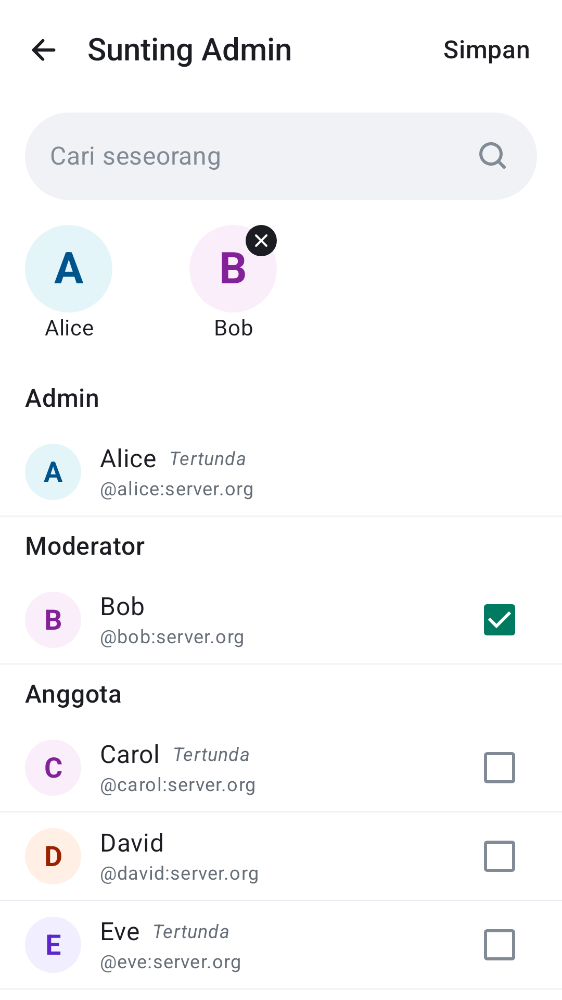 Sunting Admin
Simpan
Cari seseorang
A
B
Alice
Bob
Admin
A
Alice Tertunda
@alice:server.org
Moderator
B
Bob
@bob:server.org
Anggota
C
Carol Tertunda
@carol:server.org
D
David
@david:server.org
E
Eve Tertunda
@eve:server.org